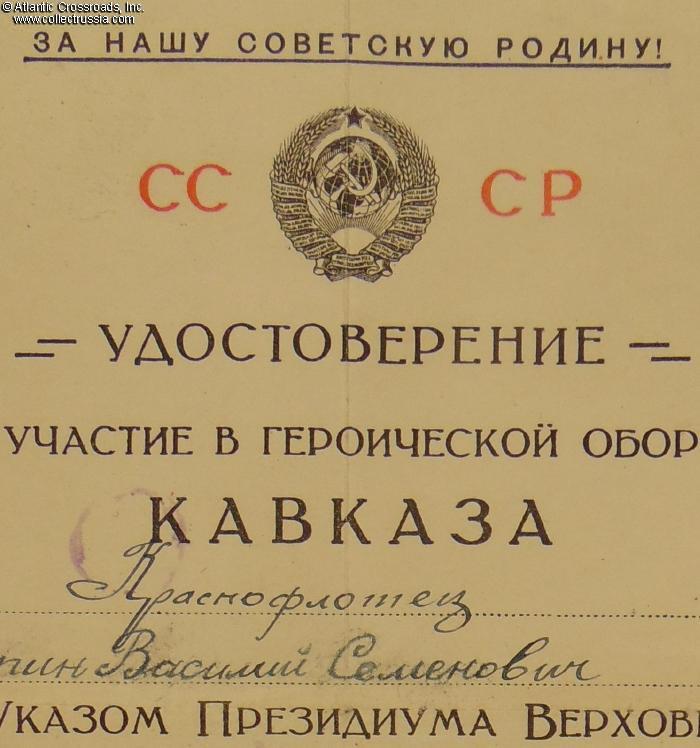 © Atlantic Crossroads, Inc.
www.collectrussia.com
ЗА НАШУ СОВЕТСКУЮ РОДИНУ!
СС СР
УДОСТОВЕРЕНИЕ
УЧАСТИЕ В ГЕРОИЧЕСКОЙ ОБОР
КАВКАЗА
Краснофлотец
Василий Семенович
УКАЗОМ ПРЕЗИДИУМА ВЕРХОВ